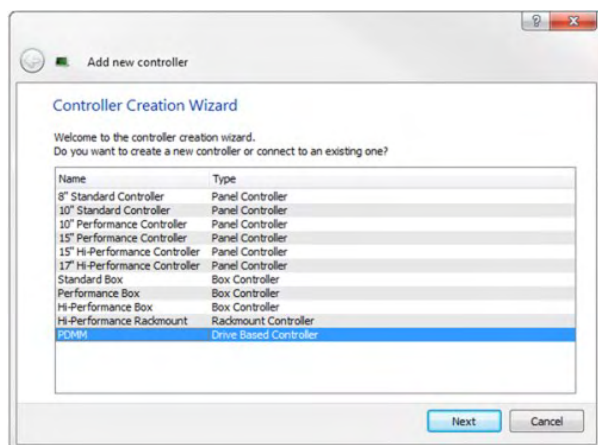 Add new controller
Controller Creation Wizard
Welcome to the controller creation wizard.
Do you want to create a new controller or connect to an existing one?
Name Type
8" Standard Controller Panel Controller
10" Standard Controller Panel Controller
10" Performance Controller Panel Controller
15" Performance Controller Panel Controller
15" Hi-Performance Controller Panel Controller
17" Hi-Performance Controller Panel Controller
Standard Box Box Controller
Performance Box Box Controller
Hi-Performance Box Box Controller
Hi-Performance Rackmount Rackmount Controller
PDMM Drive Based Controller
Next Cancel